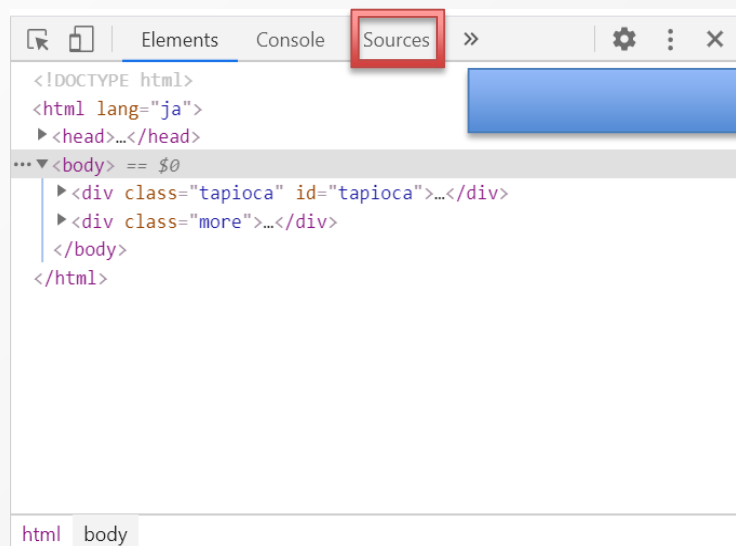 Elements Console Sources »
<!DOCTYPE html>
<html lang="ja">
<head>…</head>
<body> == $0
<div class="tapioca" id="tapioca">…</div>
<div class="more">…</div>
</body>
</html>
html body